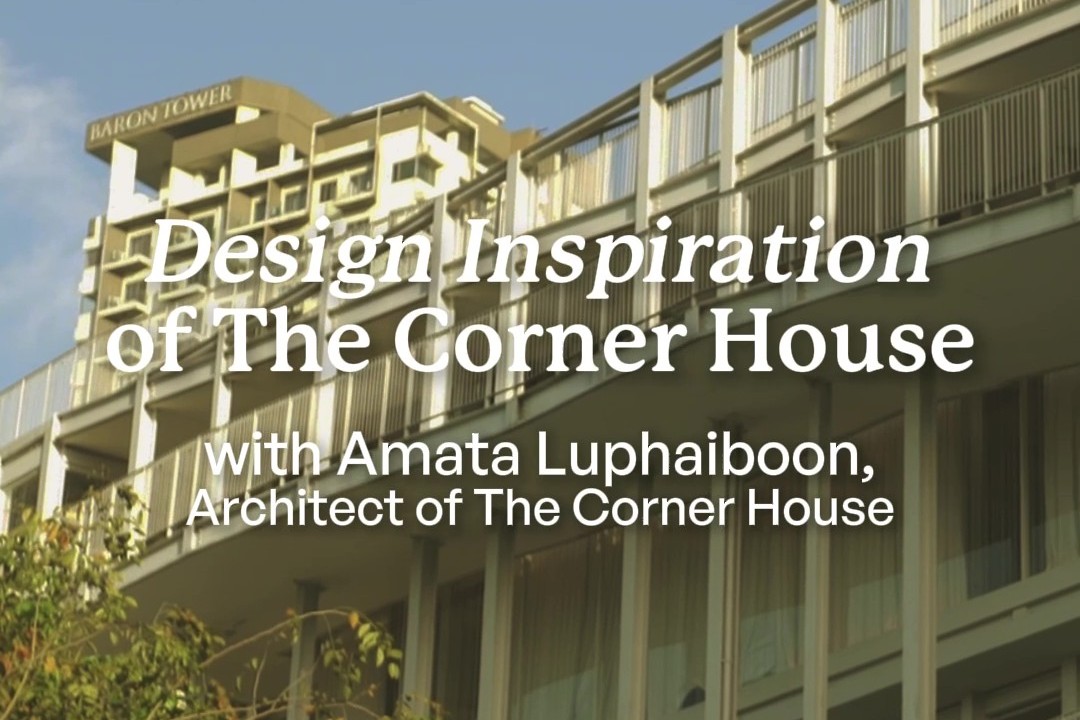 BARON TOWER
Design Inspiration
of The Corner House
with Amata Luphaiboon,
Architect of The Corner House